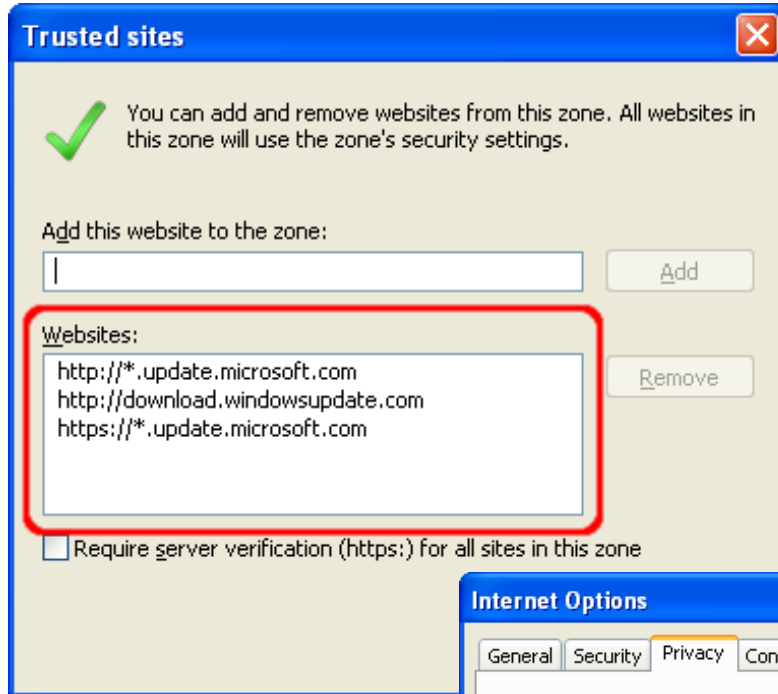 Trusted sites
You can add and remove websites from this zone. All websites in
this zone will use the zone's security settings.
Add this website to the zone:
Add
Websites:
http://*.update.microsoft.com
http://download.windowsupdate.com
https://*.update.microsoft.com
Remove
Require server verification (https:) for all sites in this zone
Internet Options
General Security Privacy Con